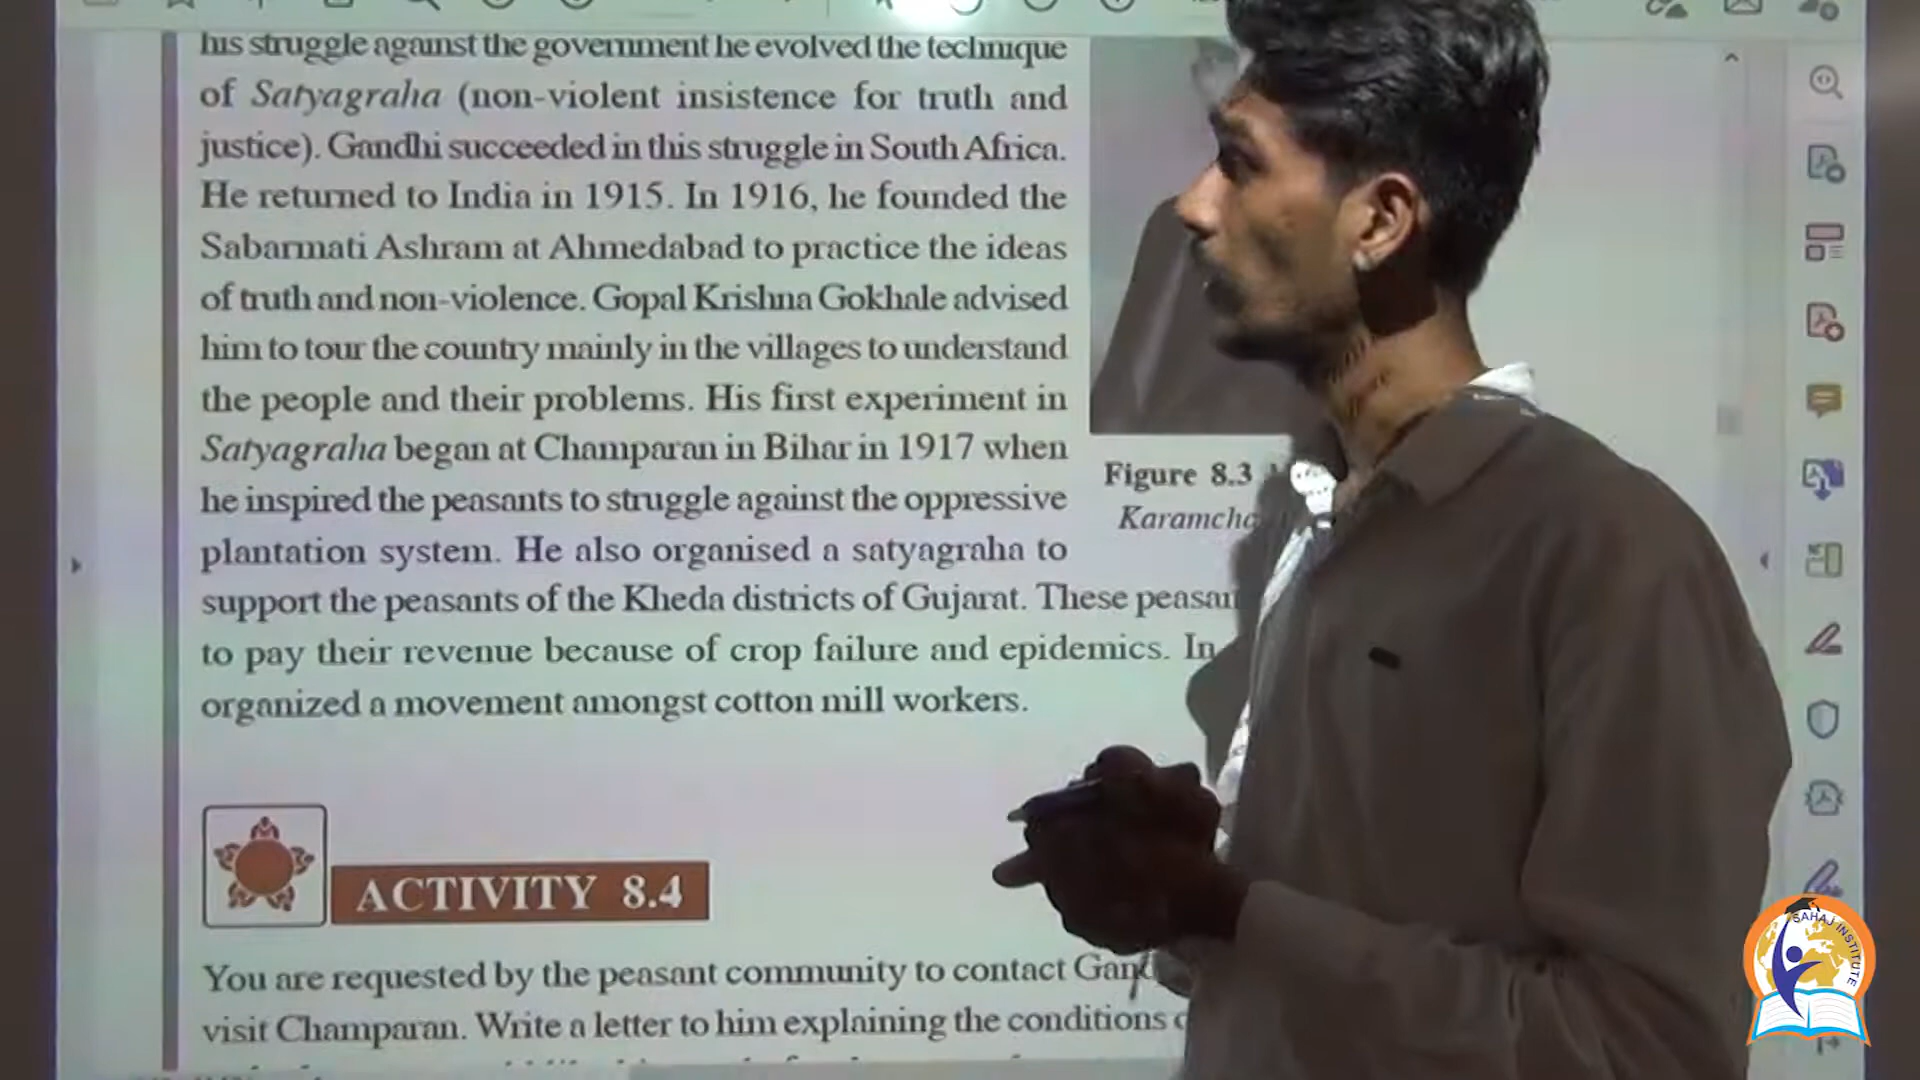 his struggle against the government he evolved the technique
of Satyagraha (non-violent insistence for truth and
justice). Gandhi succeeded in this struggle in South Africa.
He returned to India in 1915. In 1916, he founded the
Sabarmati Ashram at Ahmedabad to practice the ideas
of truth and non-violence. Gopal Krishna Gokhale advised
him to tour the country mainly in the villages to understand
the people and their problems. His first experiment in
Satyagraha began at Champaran in Bihar in 1917 when
he inspired the peasants to struggle against the oppressive
plantation system. He also organised a satyagraha to
support the peasants of the Kheda districts of Gujarat. These
to pay their revenue because of crop failure and epidemics. In
organized a movement amongst cotton mill workers.
Figure 8.3
ACTIVITY 8.4
You are requested by the peasant community to contact
visit Champaran. Write a letter to him explaining the conditions
SAHAJ INSTITUTE